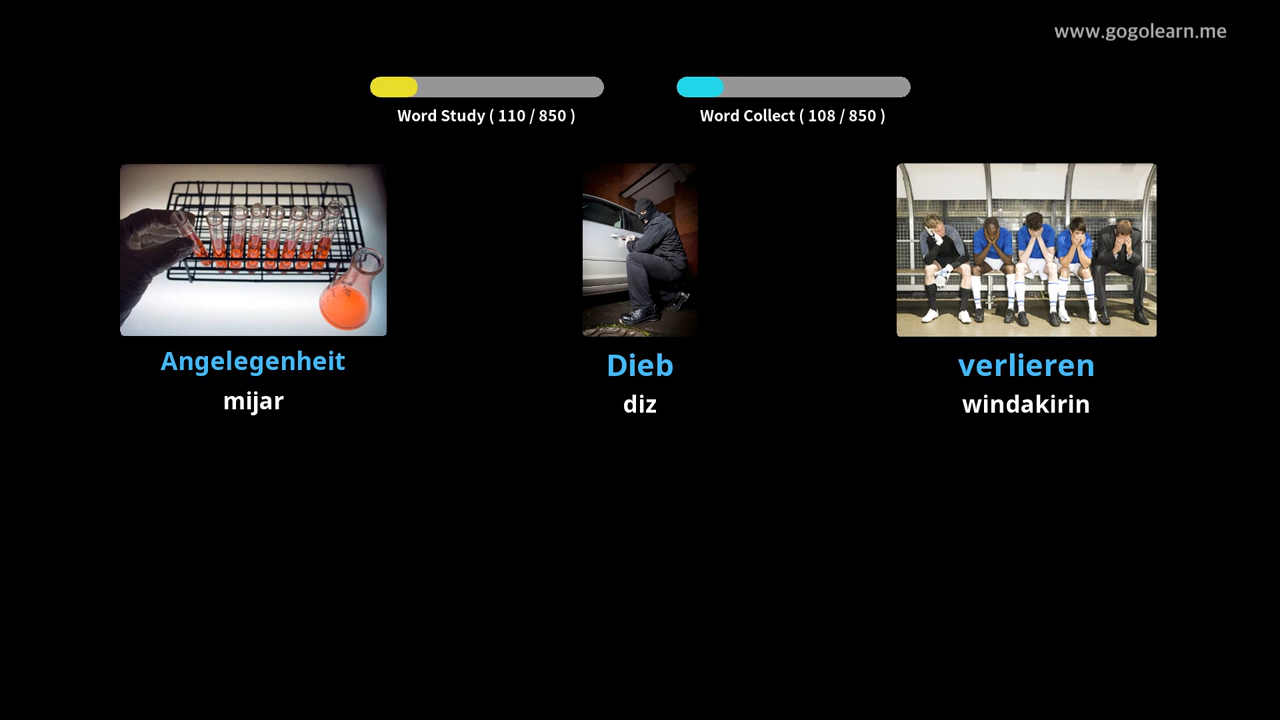 www.gogolearn.me
Word Study ( 110 / 850 )
Word Collect ( 108 / 850 )
Angelegenheit
mijar
Dieb
diz
verlieren
windakirin